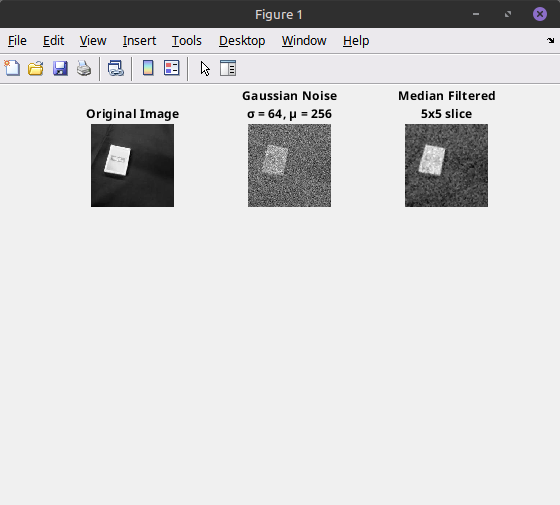 Figure 1
File Edit View Insert Tools Desktop Window Help
Original Image
Gaussian Noise
σ = 64, μ = 256
Median Filtered
5x5 slice